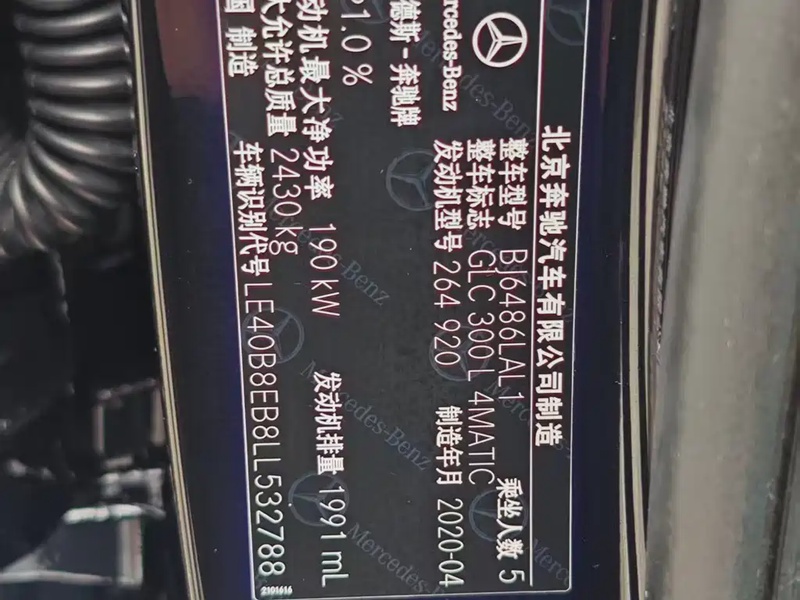 Mercedes-Benz
北京奔驰汽车有限公司制造
整车型号 BJ6486LAL1 乘坐人数 5
整车标志 GLC 300 L 4MATIC
发动机型号 264 920 制造年月 2020-04
德斯-奔驰牌
1.0 %
动机最大净功率 190 kW 发动机排量 1991 mL
大允许总质量 2430 kg
车辆识别代号 LE40B8EB8LL532788
国 制造
2101616